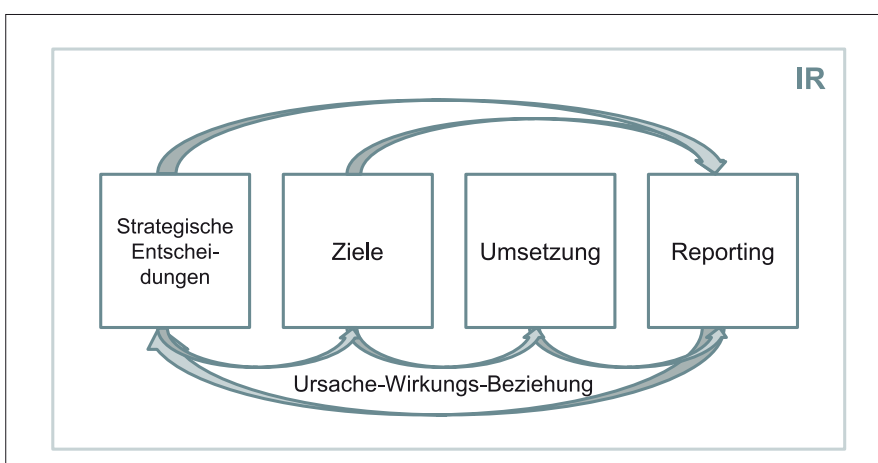 IR
Strategische
Entschei-
dungen
Ziele
Umsetzung
Reporting
Ursache-Wirkungs-Beziehung